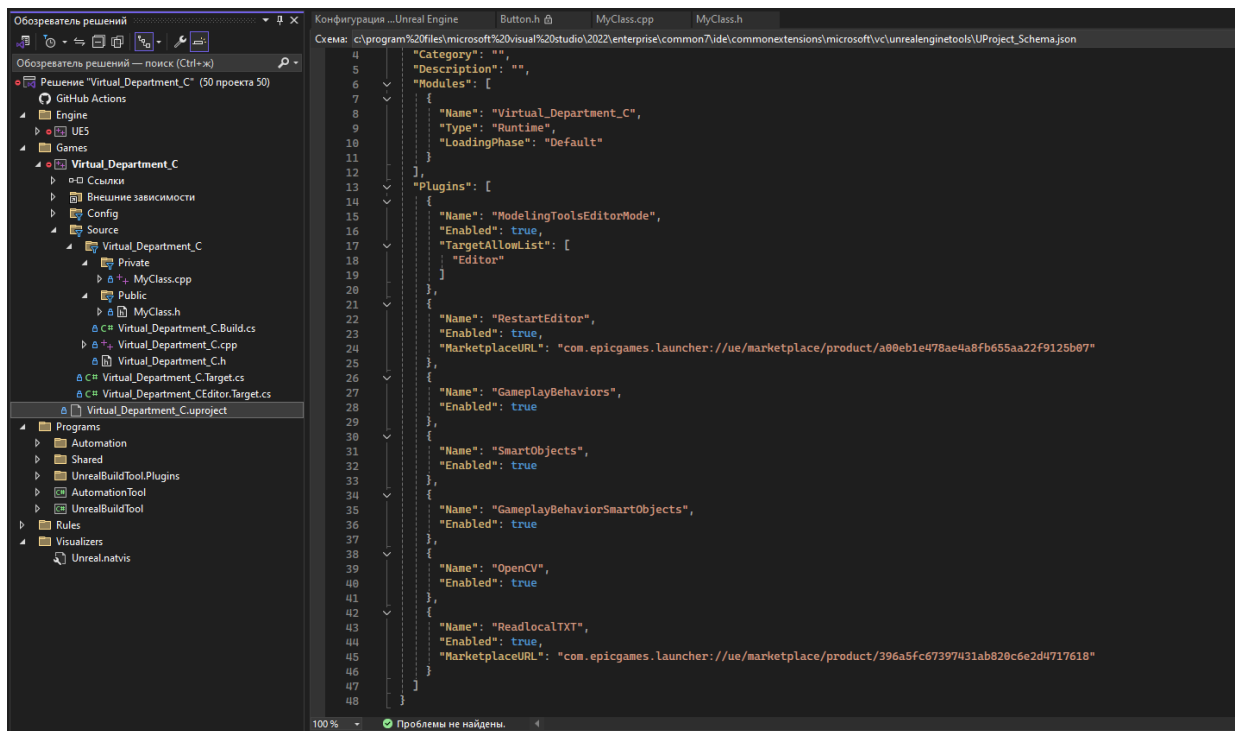 Обозреватель решений
Обозреватель решений — поиск (Ctrl+ж)
Решение "Virtual_Department_C" (50 проекта 50)
GitHub Actions
Engine
UE5
Games
Virtual_Department_C
Ссылки
Внешние зависимости
Config
Source
Virtual_Department_C
Private
MyClass.cpp
Public
MyClass.h
C# Virtual_Department_C.Build.cs
Virtual_Department_C.cpp
Virtual_Department_C.h
C# Virtual_Department_C.Target.cs
C# Virtual_Department_CEditor.Target.cs
Virtual_Department_C.uproject
Programs
Automation
Shared
UnrealBuildTool.Plugins
AutomationTool
UnrealBuildTool
Rules
Visualizers
Unreal.natvis
Конфигурация ...Unreal Engine Button.h MyClass.cpp MyClass.h
Схема: c:\program%20files\microsoft%20visual%20studio\2022\enterprise\common7\ide\commonextensions\microsoft\vc\unrealenginetools\UProject_Schema.json
4 "Category": "",
5 "Description": "",
6 "Modules": [
7 {
8 "Name": "Virtual_Department_C",
9 "Type": "Runtime",
10 "LoadingPhase": "Default"
11 }
12 ],
13 "Plugins": [
14 {
15 "Name": "ModelingToolsEditorMode",
16 "Enabled": true,
17 "TargetAllowList": [
18 "Editor"
19 ]
20 },
21 {
22 "Name": "RestartEditor",
23 "Enabled": true,
24 "MarketplaceURL": "com.epicgames.launcher://ue/marketplace/product/a00eb1e478ae4a8fb655aa22f9125b07"
25 },
26 {
27 "Name": "GameplayBehaviors",
28 "Enabled": true
29 },
30 {
31 "Name": "SmartObjects",
32 "Enabled": true
33 },
34 {
35 "Name": "GameplayBehaviorSmartObjects",
36 "Enabled": true
37 },
38 {
39 "Name": "OpenCV",
40 "Enabled": true
41 },
42 {
43 "Name": "ReadlocalTXT",
44 "Enabled": true,
45 "MarketplaceURL": "com.epicgames.launcher://ue/marketplace/product/396a5fc67397431ab820c6e2d4717618"
46 }
47 ]
48 }
100 % Проблемы не найдены.